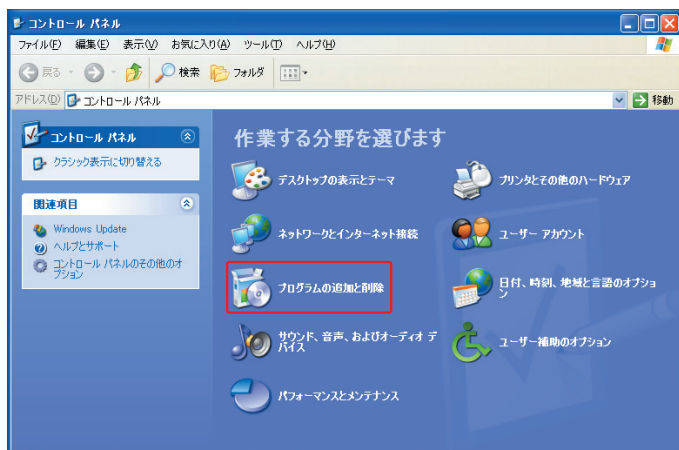 コントロール パネル
ファイル(F) 編集(E) 表示(V) お気に入り(A) ツール(T) ヘルプ(H)
戻る 検索 フォルダ
アドレス(D) コントロール パネル 移動
コントロール パネル
クラシック表示に切り替える
関連項目
Windows Update
ヘルプとサポート
コントロール パネルのその他のオ
プション
作業する分野を選びます
デスクトップの表示とテーマ
プリンタとその他のハードウェア
ネットワークとインターネット接続
ユーザー アカウント
プログラムの追加と削除
日付、時刻、地域と言語のオプショ
ン
サウンド、音声、およびオーディオ デ
バイス
ユーザー補助のオプション
パフォーマンスとメンテナンス